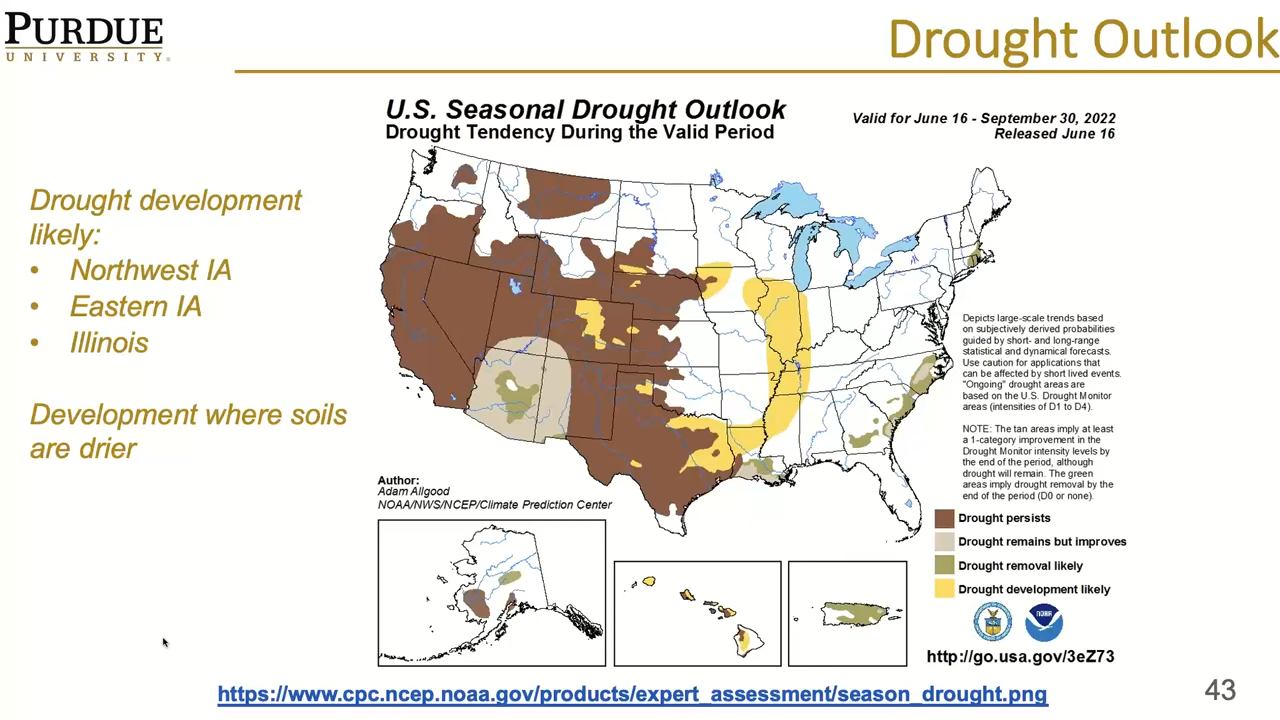 PURDUE
UNIVERSITY®
Drought Outlook
U.S. Seasonal Drought Outlook
Drought Tendency During the Valid Period
Valid for June 16 - September 30, 2022
Released June 16
Drought development
likely:
• Northwest IA
• Eastern IA
• Illinois
Development where soils
are drier
Depicts large-scale trends based
on subjectively derived probabilities
guided by short- and long-range
statistical and dynamical forecasts.
Use caution for applications that
can be affected by short lived events.
"Ongoing" drought areas are
based on the U.S. Drought Monitor
areas (intensities of D1 to D4).
NOTE: The tan areas imply at least
a 1-category improvement in the
Drought Monitor intensity levels by
the end of the period, although
drought will remain. The green
areas imply drought removal by the
end of the period (D0 or none).
Author:
Adam Allgood
NOAA/NWS/NCEP/Climate Prediction Center
Drought persists
Drought remains but improves
Drought removal likely
Drought development likely
NOAA
http://go.usa.gov/3eZ73
https://www.cpc.ncep.noaa.gov/products/expert_assessment/season_drought.png
43